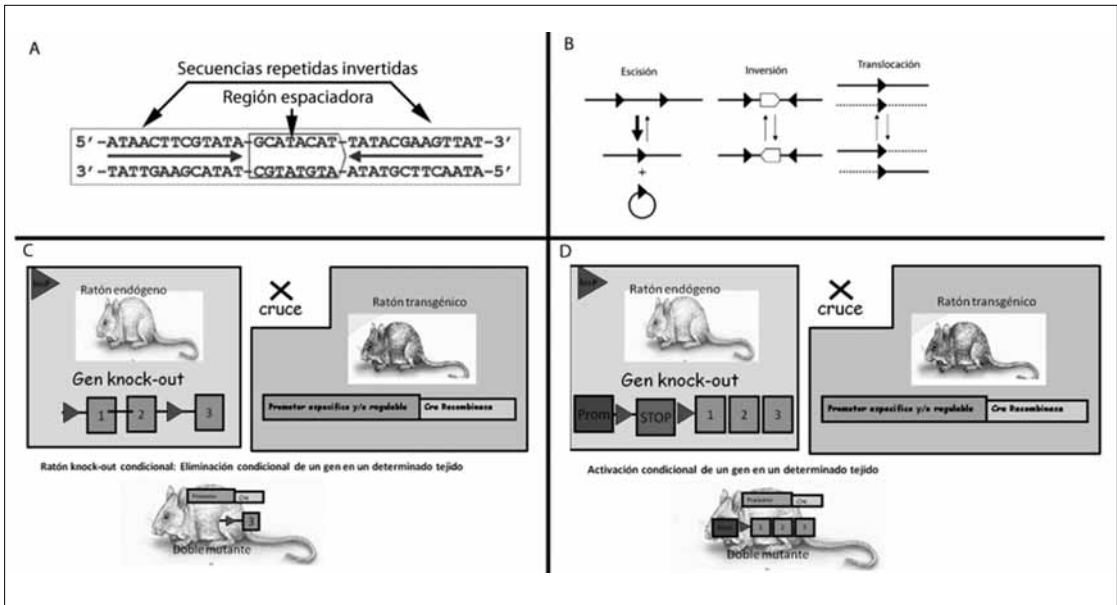 A
Secuencias repetidas invertidas
Región espaciadora
5’-ATAACTTCGTATA-GCATACAT-TATACGAAGTTAT-3’
3’-TATTGAAGCATAT-CGTATGTA-ATATGCTTCAATA-5’
B
Escisión
Inversión
Translocación
+
C
Ratón endógeno
Gen knock-out
1
2
3
X
cruce
Ratón transgénico
Promotor específico y/o regulable
Cre Recombinasa
Ratón knock-out condicional: Eliminación condicional de un gen en un determinado tejido
Cre
3
Doble mutante
D
Ratón endógeno
Gen knock-out
Prom
STOP
1
2
3
X
cruce
Ratón transgénico
Promotor específico y/o regulable
Cre Recombinasa
Activación condicional de un gen en un determinado tejido
Cre
1
2
3
Doble mutante